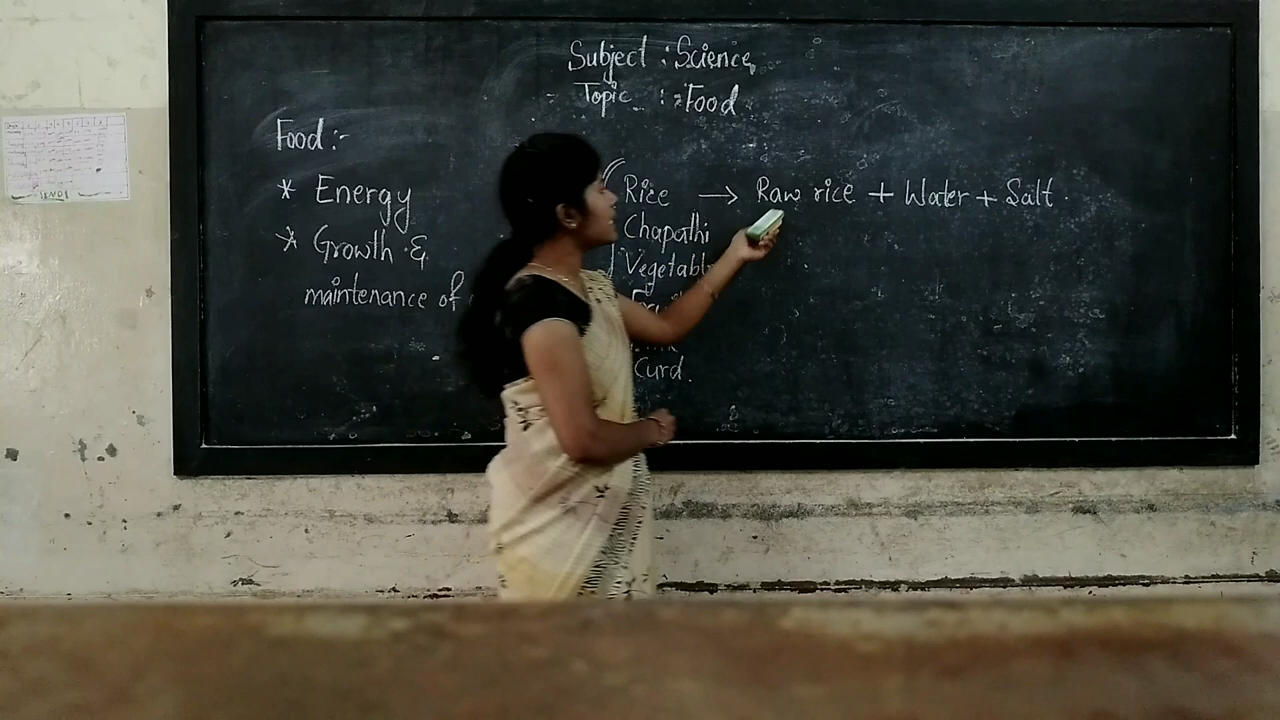 Subject : Science
Topic : Food
Food :-
* Energy
* Growth &
maintenance of
Rice → Raw rice + Water + Salt.
Chapathi
Curd.